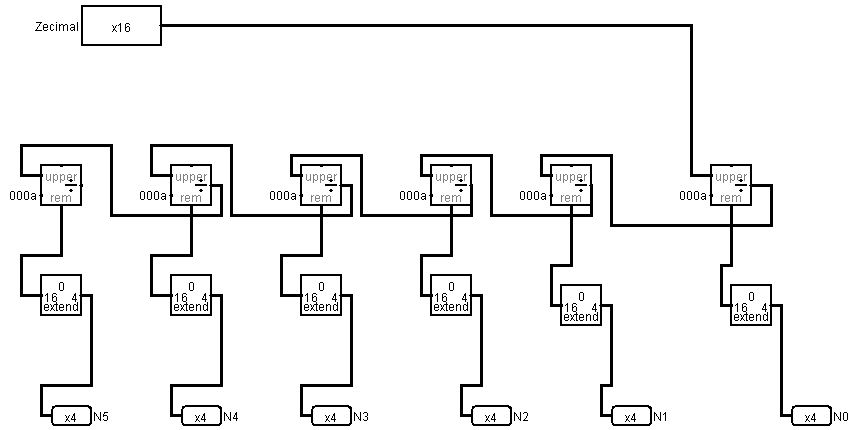 Zecimal x16
upper upper upper upper upper upper
000a 000a 000a 000a 000a 000a
rem rem rem rem rem rem
0 0 0 0 0 0
16 4 16 4 16 4 16 4 16 4 16 4
extend extend extend extend extend extend
x4 N5 x4 N4 x4 N3 x4 N2 x4 N1 x4 N0